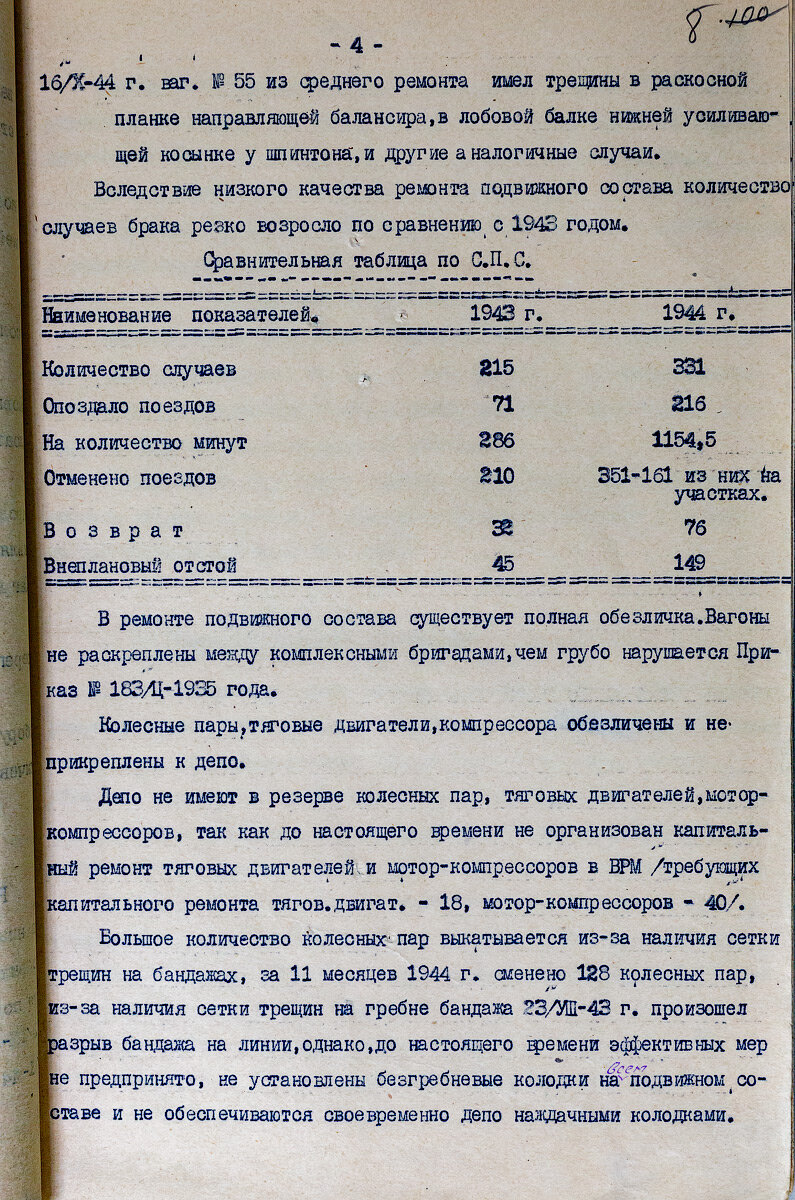 8 100
- 4 -
16/X-44 г. ваг. № 55 из среднего ремонта имел трещины в раскосной
планке направляющей балансира, в лобовой балке нижней усиливаю-
щей косынке у шпинтона, и другие аналогичные случаи.
Вследствие низкого качества ремонта подвижного состава количество
случаев брака резко возросло по сравнению с 1943 годом.
Сравнительная таблица по С.П.С.
Наименование показателей. 1943 г. 1944 г.
Количество случаев 215 331
Опоздало поездов 71 216
На количество минут 286 1154,5
Отменено поездов 210 351-161 из них на
участках.
В о з в р а т 32 76
Внеплановый отстой 45 149
В ремонте подвижного состава существует полная обезличка.Вагоны
не раскреплены между комплексными бригадами,чем грубо нарушается При-
каз № 183/Ц-1935 года.
Колесные пары,тяговые двигатели,компрессора обезличены и не
прикреплены к депо.
Депо не имеют в резерве колесных пар, тяговых двигателей,мотор-
компрессоров, так как до настоящего времени не организован капиталь-
ный ремонт тяговых двигателей и мотор-компрессоров в ВРМ /требующих
капитального ремонта тягов.двигат. - 18, мотор-компрессоров - 40/.
Большое количество колесных пар выкатывается из-за наличия сетки
трещин на бандажах, за 11 месяцев 1944 г. сменено 128 колесных пар,
из-за наличия сетки трещин на гребне бандажа 23/УШ-43 г. произошел
разрыв бандажа на линии,однако,до настоящего времени эффективных мер
не предпринято, не установлены безгребневые колодки на всем подвижном со-
ставе и не обеспечиваются своевременно депо наждачными колодками.